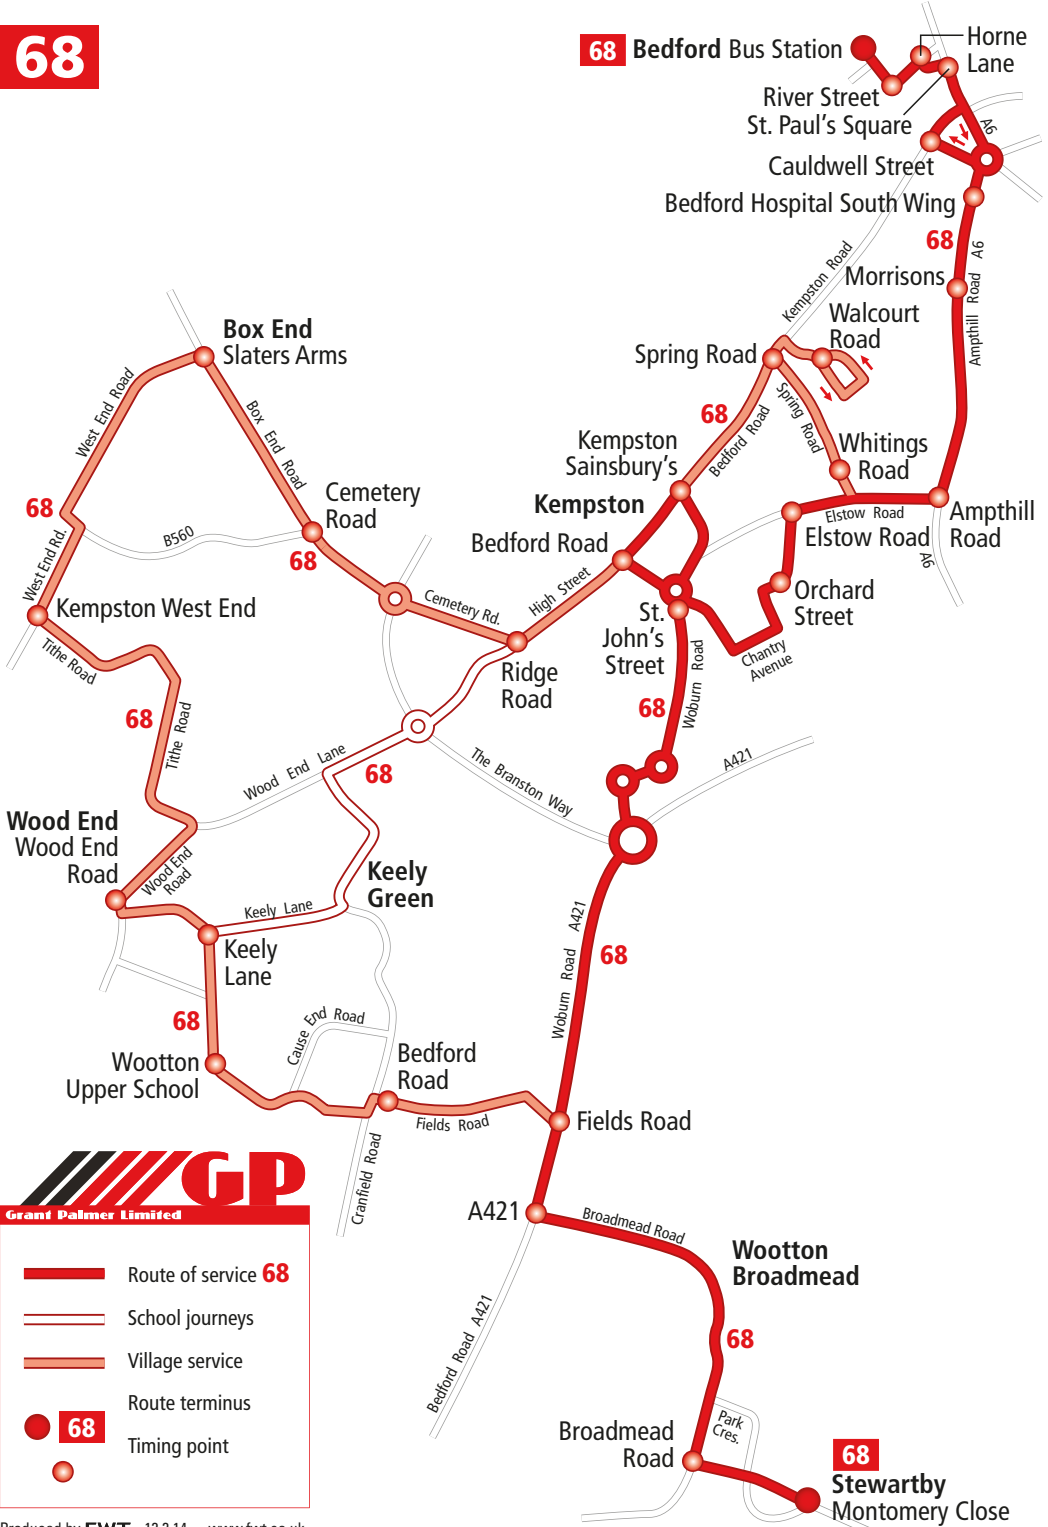 68
68 Bedford Bus Station
Horne
Lane
River Street
St. Paul's Square
A6
Cauldwell Street
Bedford Hospital South Wing
68
Kempston Road
Morrisons
Ampthill Road A6
Walcourt
Road
Spring Road
Box End
Slaters Arms
West End Road
Box End Road
68
Bedford Road
Spring Road
Kempston
Sainsbury's
Whitings
Road
Kempston
Cemetery
Road
68
B560
68
Elstow Road
Elstow Road
Ampthill
Road
A6
Bedford Road
West End Rd.
High Street
Cemetery Rd.
Kempston West End
Orchard
Street
St.
John's
Street
Chantry
Avenue
Tithe Road
Ridge
Road
Woburn Road
68
68
Tithe Road
Wood End Lane
68
The Branston Way
A421
Wood End
Wood End
Road
Wood End
Road
Keely
Green
Keely Lane
Keely
Lane
Woburn Road A421
68
68
Cause End Road
Wootton
Upper School
Bedford
Road
Fields Road
Fields Road
Cranfield Road
GP
Grant Palmer Limited
A421
Broadmead Road
Wootton
Broadmead
Route of service 68
School journeys
Village service
Route terminus
68
Timing point
Bedford Road A421
68
Park
Cres.
Broadmead
Road
68
Stewartby
Montomery Close